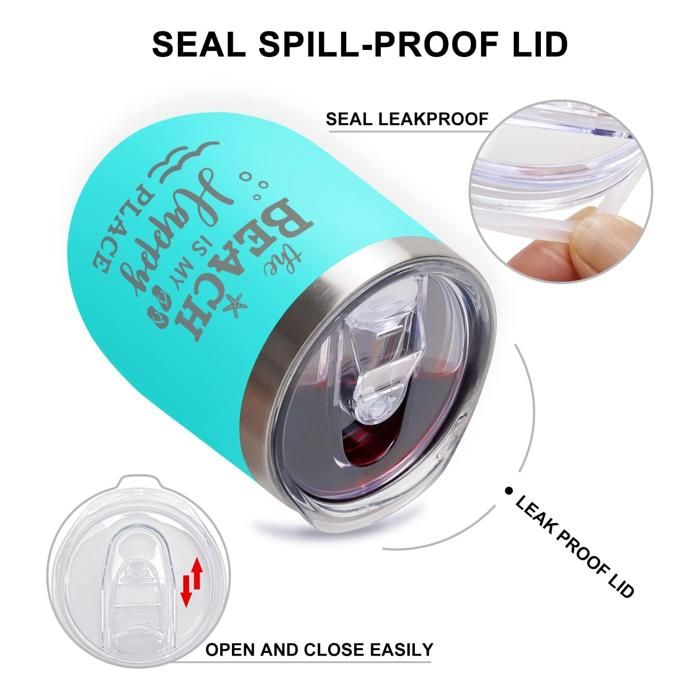 SEAL SPILL-PROOF LID
SEAL LEAKPROOF
the
BEACH
IS MY
Happy
PLACE
LEAK PROOF LID
OPEN AND CLOSE EASILY